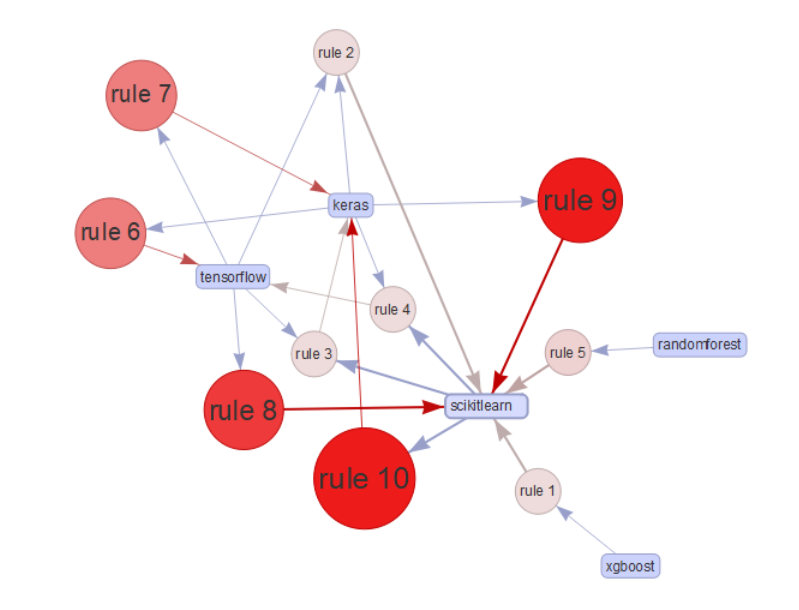 rule 2
rule 7
rule 9
keras
rule 6
tensorflow
rule 4
randomforest
rule 5
rule 3
scikitlearn
rule 8
rule 10
rule 1
xgboost